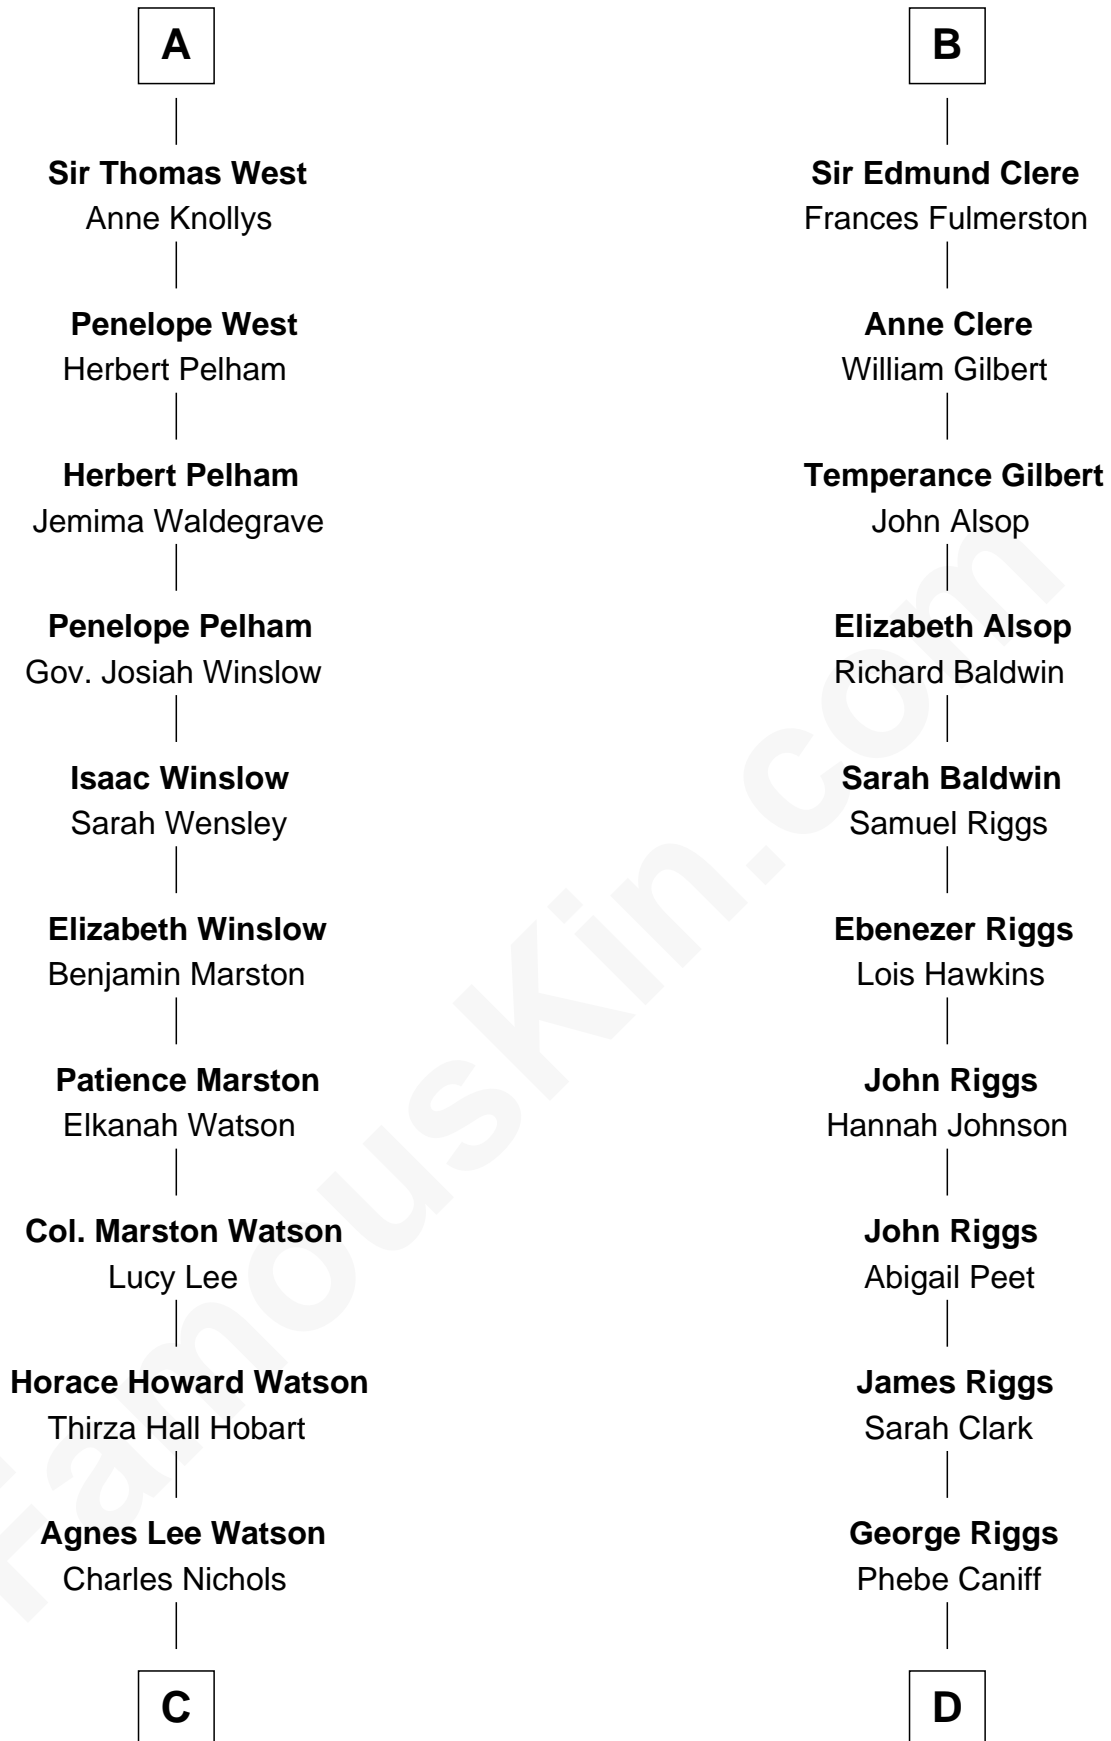 A
Sir Thomas West
Anne Knollys
Penelope West
Herbert Pelham
Herbert Pelham
Jemima Waldegrave
Penelope Pelham
Gov. Josiah Winslow
Isaac Winslow
Sarah Wensley
Elizabeth Winslow
Benjamin Marston
Patience Marston
Elkanah Watson
Col. Marston Watson
Lucy Lee
Horace Howard Watson
Thirza Hall Hobart
Agnes Lee Watson
Charles Nichols
C
B
Sir Edmund Clere
Frances Fulmerston
Anne Clere
William Gilbert
Temperance Gilbert
John Alsop
Elizabeth Alsop
Richard Baldwin
Sarah Baldwin
Samuel Riggs
Ebenezer Riggs
Lois Hawkins
John Riggs
Hannah Johnson
John Riggs
Abigail Peet
James Riggs
Sarah Clark
George Riggs
Phebe Caniff
D
FamousKin.com